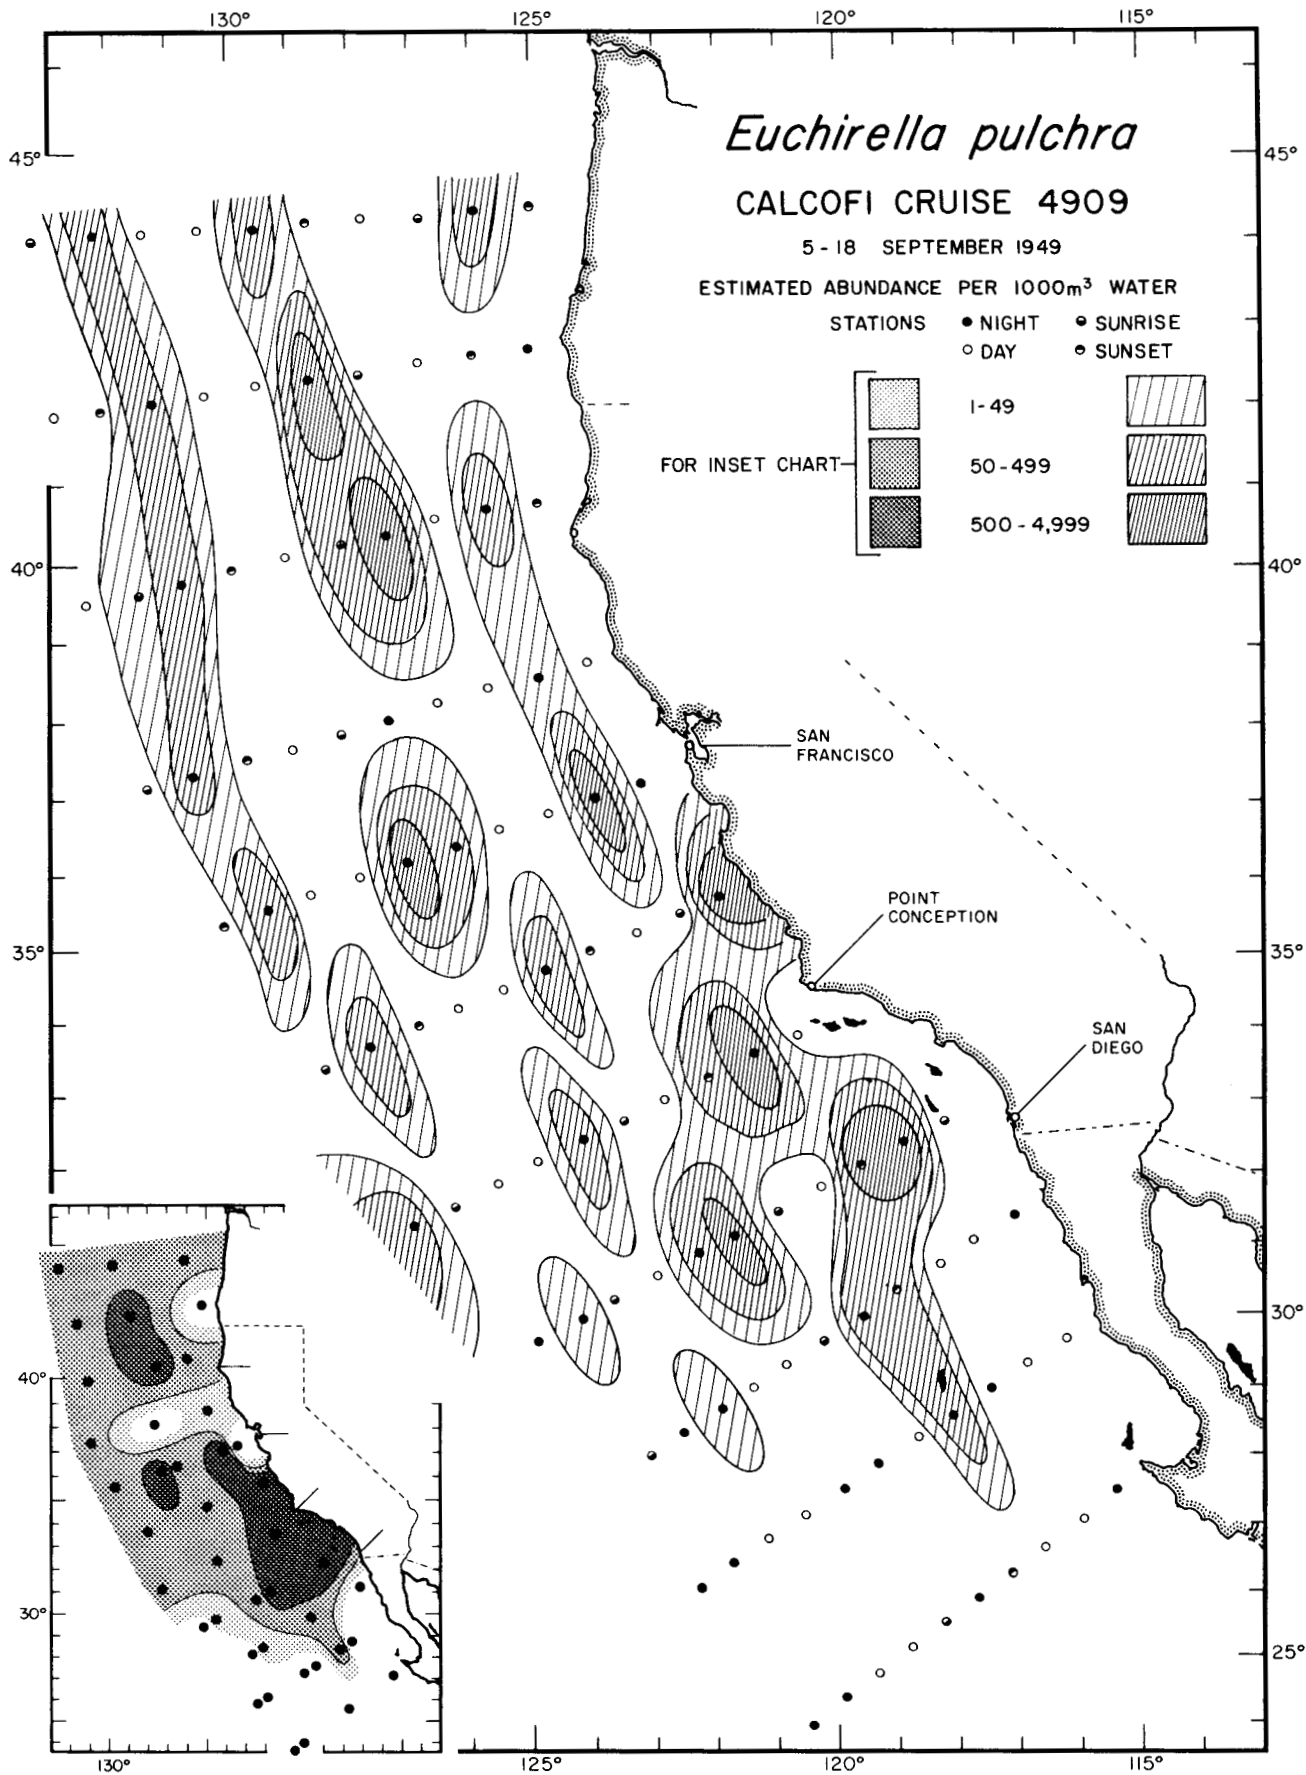 130° 125° 120° 115°
45° 45°
Euchirella pulchra
CALCOFI CRUISE 4909
5-18 SEPTEMBER 1949
ESTIMATED ABUNDANCE PER 1000m³ WATER
STATIONS ● NIGHT ◓ SUNRISE
○ DAY ◓ SUNSET
1-49
FOR INSET CHART 50-499
500-4,999
40° 40°
SAN
FRANCISCO
POINT
CONCEPTION
35° 35°
SAN
DIEGO
30°
40°
30°
25°
130° 125° 120° 115°